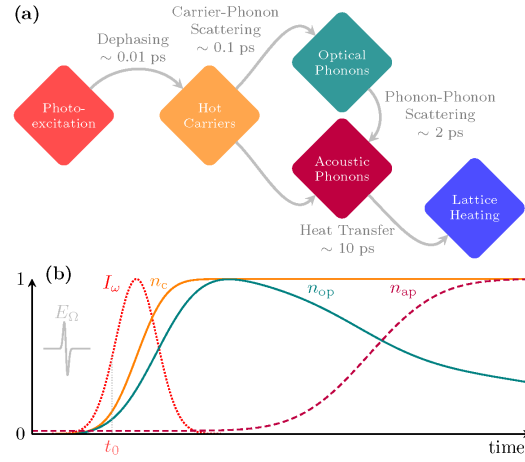 (a)
Dephasing
~ 0.01 ps
Carrier-Phonon
Scattering
~ 0.1 ps
Photo-
excitation
Hot
Carriers
Optical
Phonons
Phonon-Phonon
Scattering
~ 2 ps
Acoustic
Phonons
Lattice
Heating
Heat Transfer
~ 10 ps
(b)
1
I_ω
n_c
n_op
n_ap
E_Ω
0
t_0
time